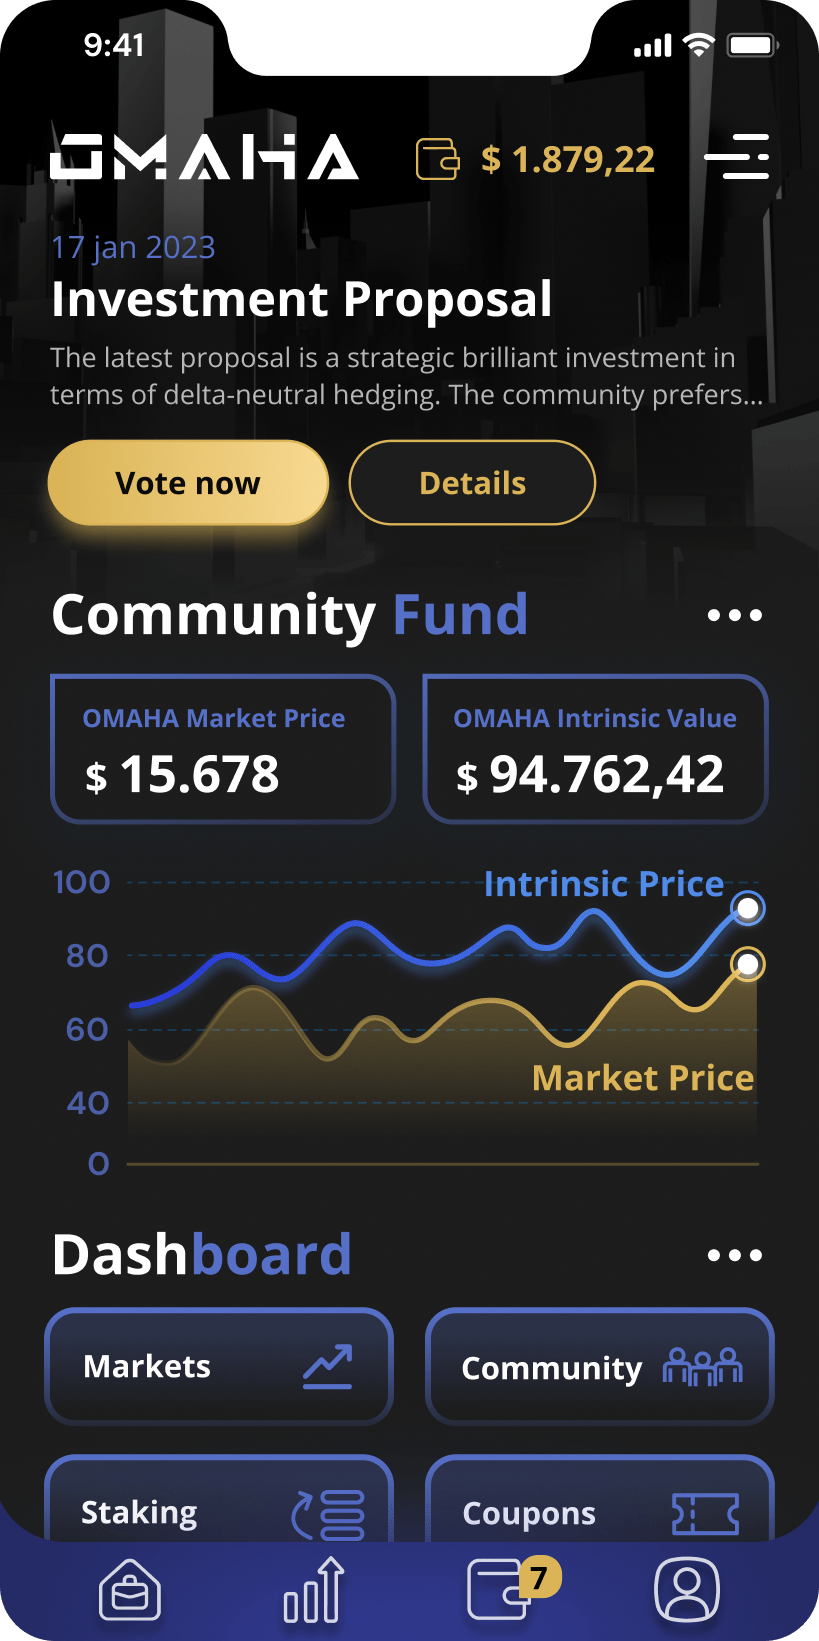 9:41
OMAHA
$ 1.879,22
17 jan 2023
Investment Proposal
The latest proposal is a strategic brilliant investment in
terms of delta-neutral hedging. The community prefers...
Vote now
Details
Community Fund
OMAHA Market Price
$ 15.678
OMAHA Intrinsic Value
$ 94.762,42
100
Intrinsic Price
80
60
Market Price
40
0
Dashboard
Markets
Community
Staking
Coupons
7